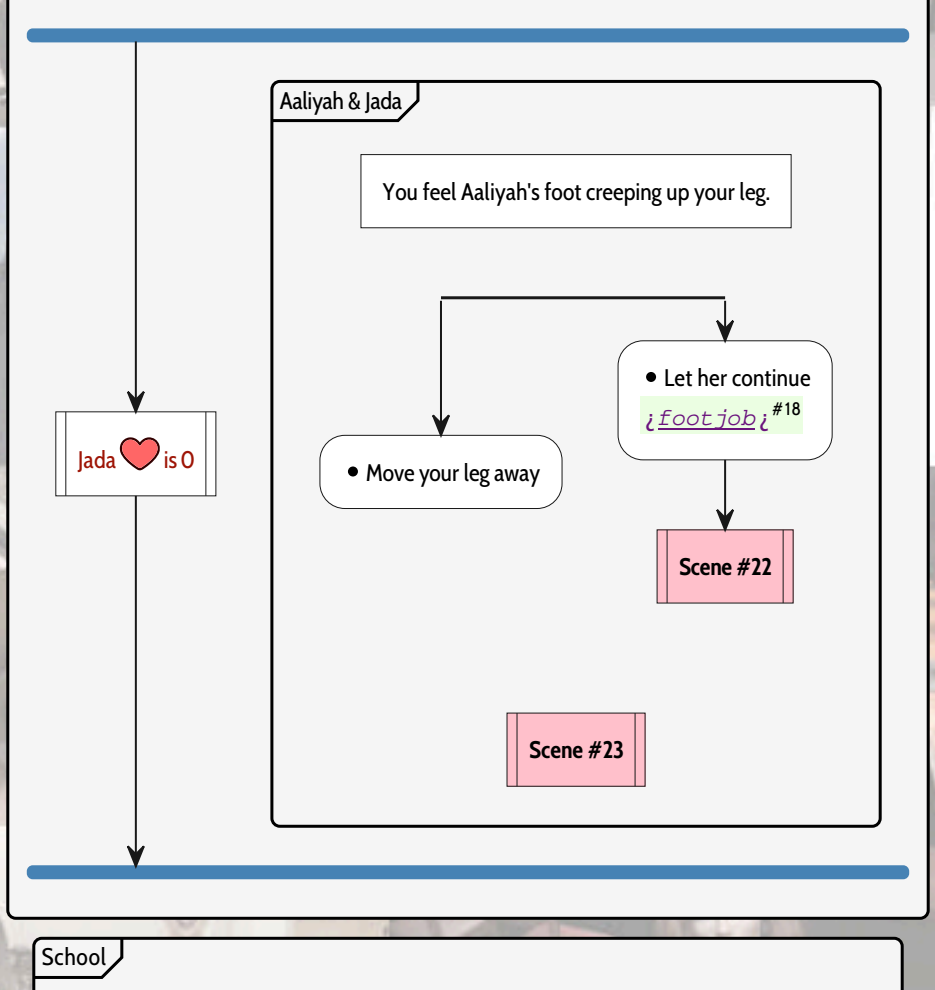 Aaliyah & Jada
You feel Aaliyah's foot creeping up your leg.
• Let her continue
¿footjob¿ #18
Jada is 0
• Move your leg away
Scene #22
Scene #23
School